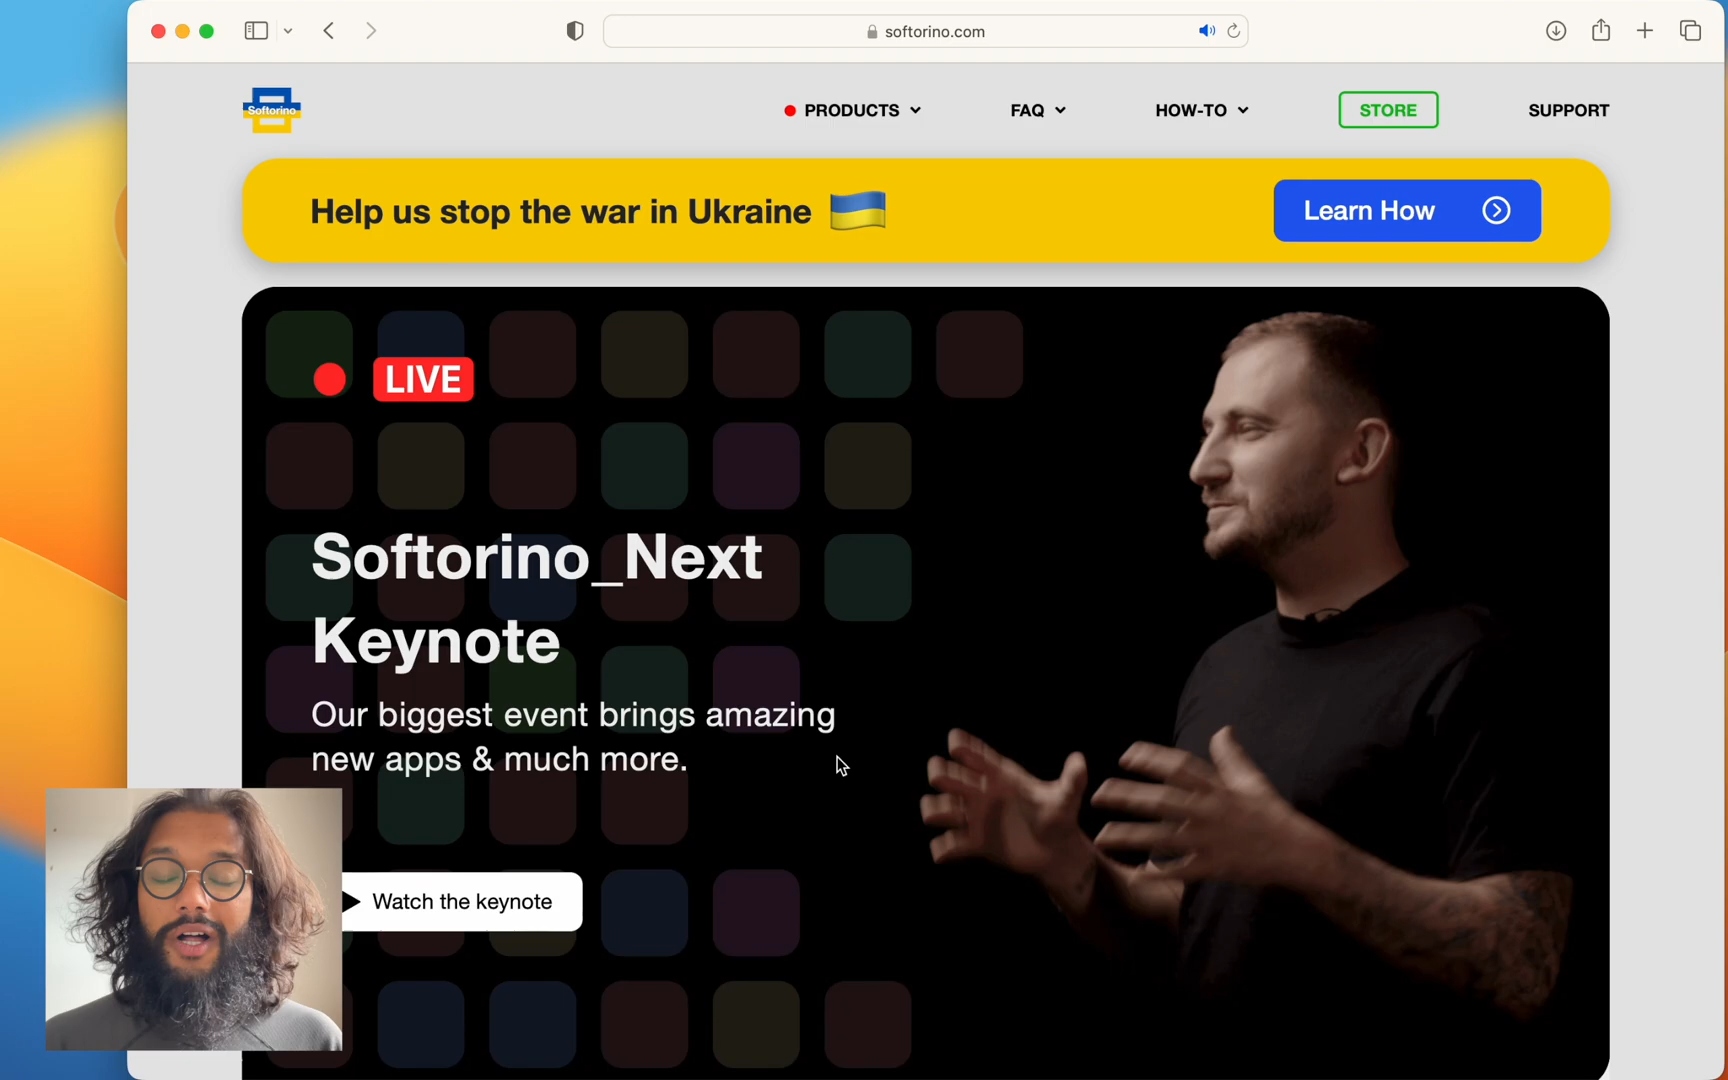 softorino.com
Softorino
PRODUCTS
FAQ
HOW-TO
STORE
SUPPORT
Help us stop the war in Ukraine
Learn How
LIVE
Softorino_Next
Keynote
Our biggest event brings amazing
new apps & much more.
Watch the keynote